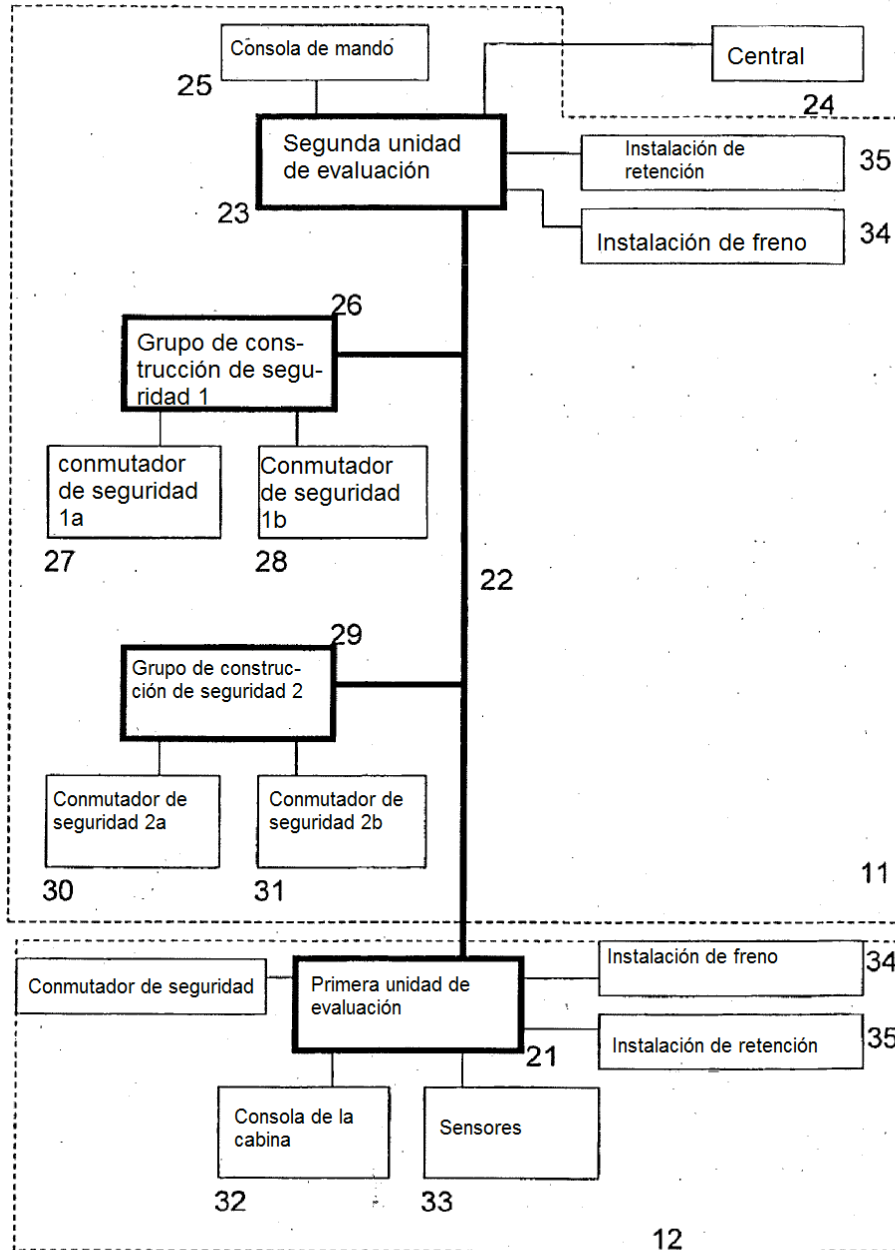 Consola de mando
25
Central
24
Segunda unidad
de evaluación
23
Instalación de
retención
35
Instalación de freno
34
26
Grupo de cons-
trucción de segu-
ridad 1
conmutador
de seguridad
1a
27
Conmutador
de seguridad
1b
28
22
29
Grupo de construc-
ción de seguridad 2
Conmutador de
seguridad 2a
30
Conmutador de
seguridad 2b
31
11
Conmutador de seguridad
Primera unidad de
evaluación
21
Instalación de freno
34
Instalación de retención
35
Consola de la
cabina
32
Sensores
33
12